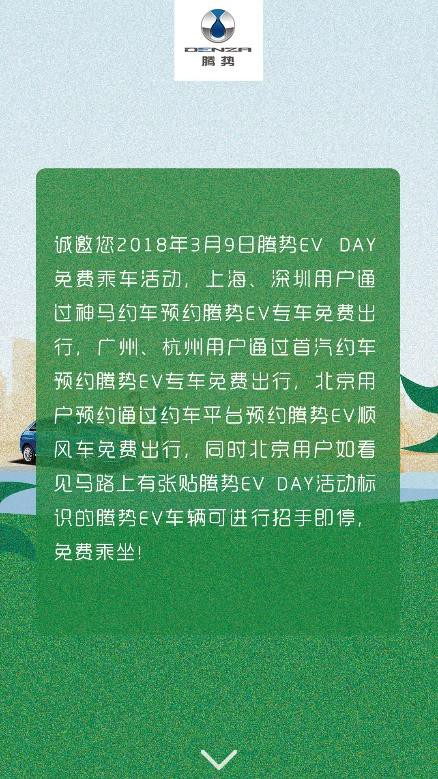 DENZA
腾势
诚邀您2018年3月9日腾势EV DAY
免费乘车活动，上海、深圳用户通
过神马约车预约腾势EV专车免费出
行，广州、杭州用户通过首汽约车
预约腾势EV专车免费出行，北京用
户预约通过约车平台预约腾势EV顺
风车免费出行，同时北京用户如看
见马路上有张贴腾势EV DAY活动标
识的腾势EV车辆可进行招手即停，
免费乘坐!